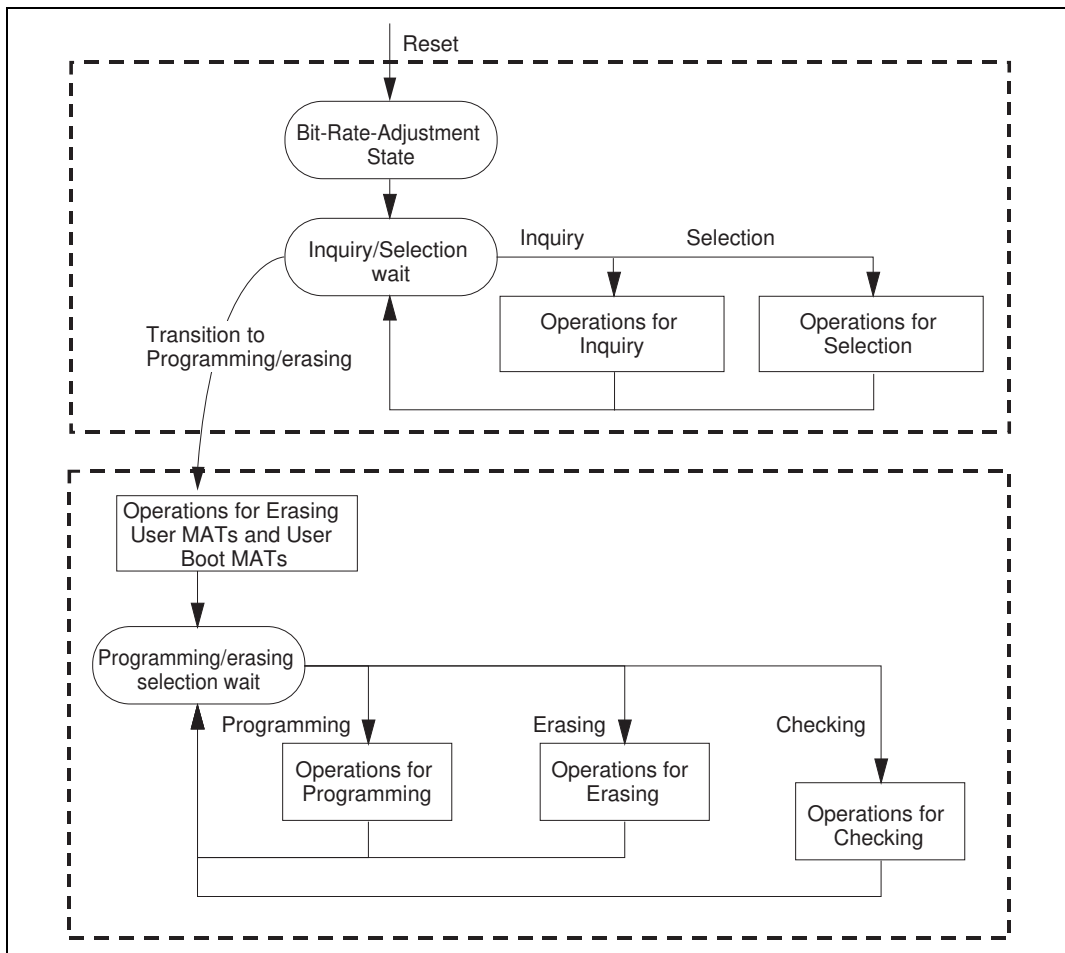 Reset
Bit-Rate-Adjustment
State
Inquiry/Selection
wait
Inquiry
Selection
Operations for
Inquiry
Operations for
Selection
Transition to
Programming/erasing
Operations for Erasing
User MATs and User
Boot MATs
Programming/erasing
selection wait
Programming
Erasing
Checking
Operations for
Programming
Operations for
Erasing
Operations for
Checking